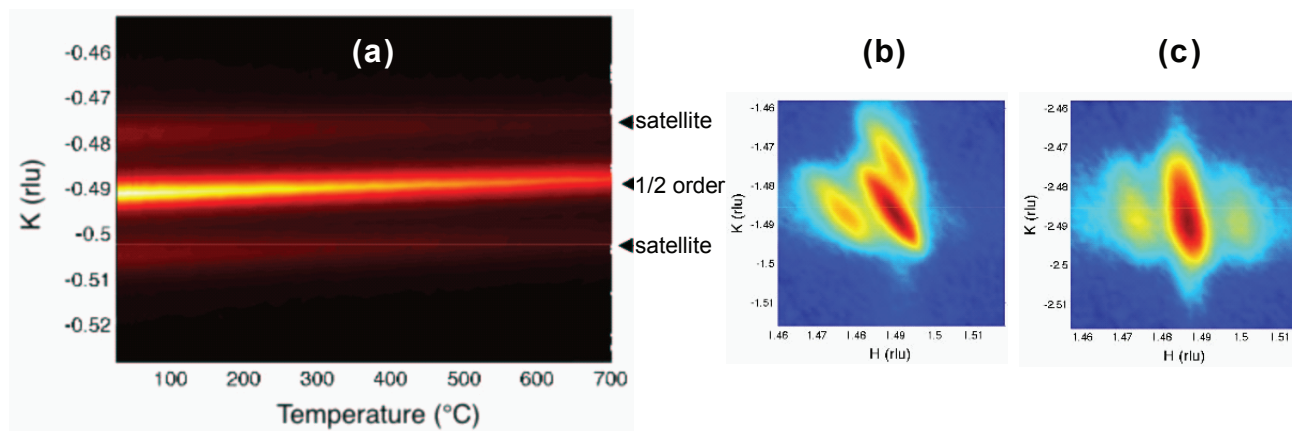 (a)
K (rlu)
-0.46
-0.47
-0.48
-0.49
-0.5
-0.51
-0.52
100 200 300 400 500 600 700
Temperature (°C)
satellite
1/2 order
satellite
(b)
K (rlu)
-1.46
-1.47
-1.48
-1.49
-1.5
-1.51
1.46 1.47 1.48 1.49 1.5 1.51
H (rlu)
(c)
K (rlu)
-2.46
-2.47
-2.48
-2.49
-2.5
-2.51
1.46 1.47 1.48 1.49 1.5 1.51
H (rlu)